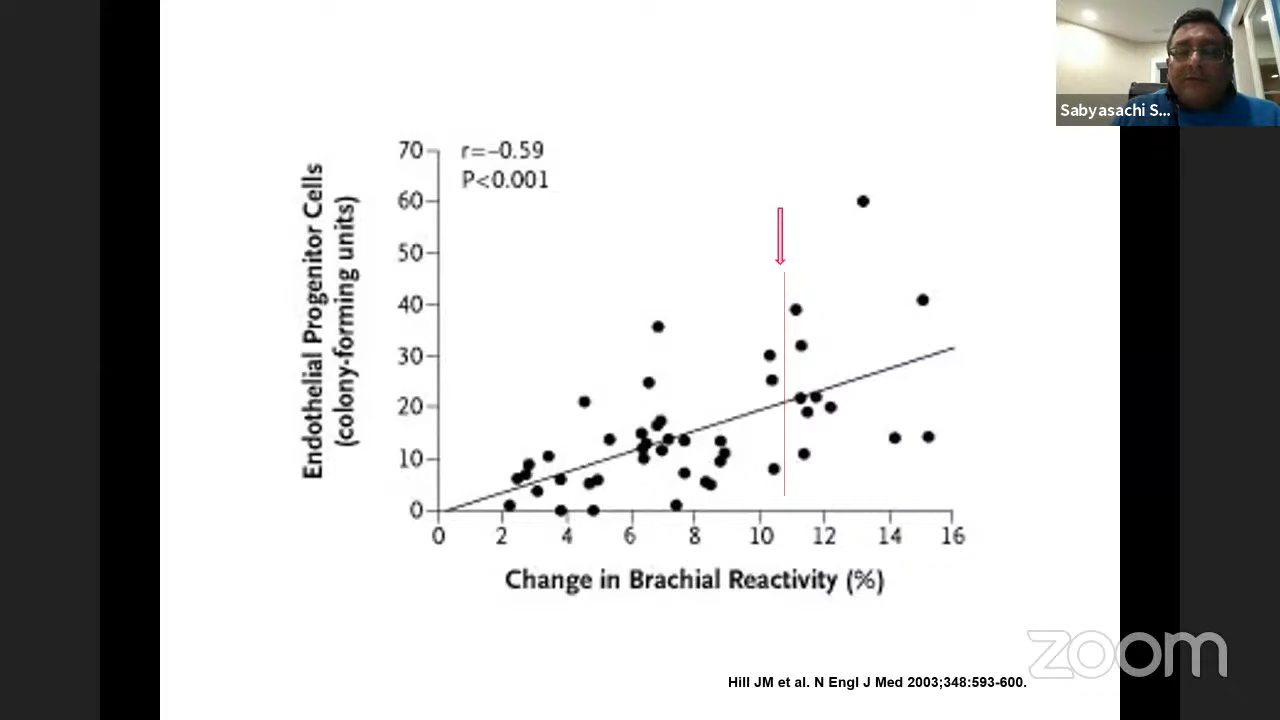 Sabyasachi S...
r=–0.59
P<0.001
Endothelial Progenitor Cells
(colony-forming units)
70
60
50
40
30
20
10
0
0 2 4 6 8 10 12 14 16
Change in Brachial Reactivity (%)
zoom
Hill JM et al. N Engl J Med 2003;348:593-600.